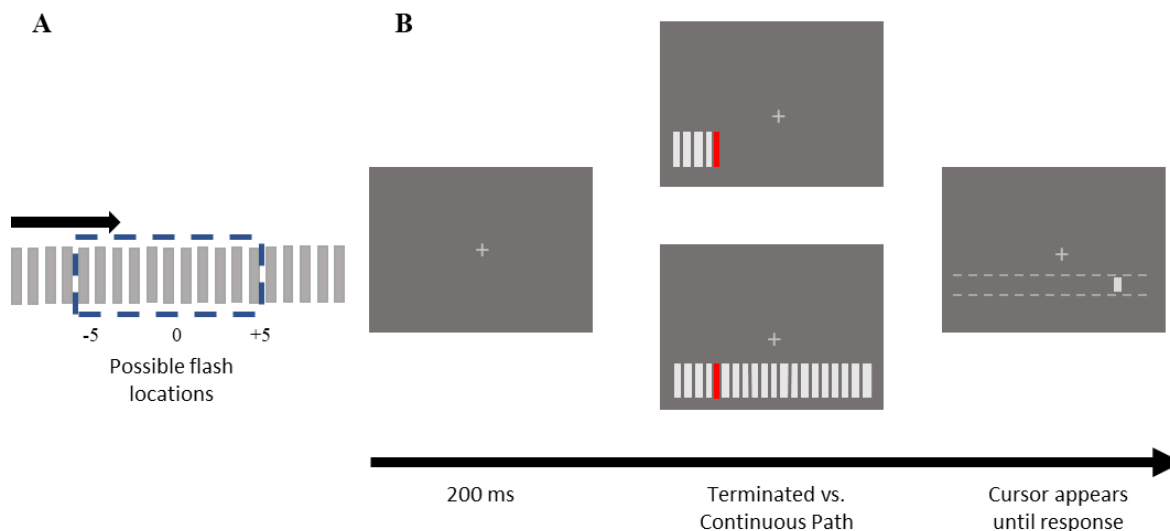 A
B
-5 0 +5
Possible flash
locations
200 ms
Terminated vs.
Continuous Path
Cursor appears
until response